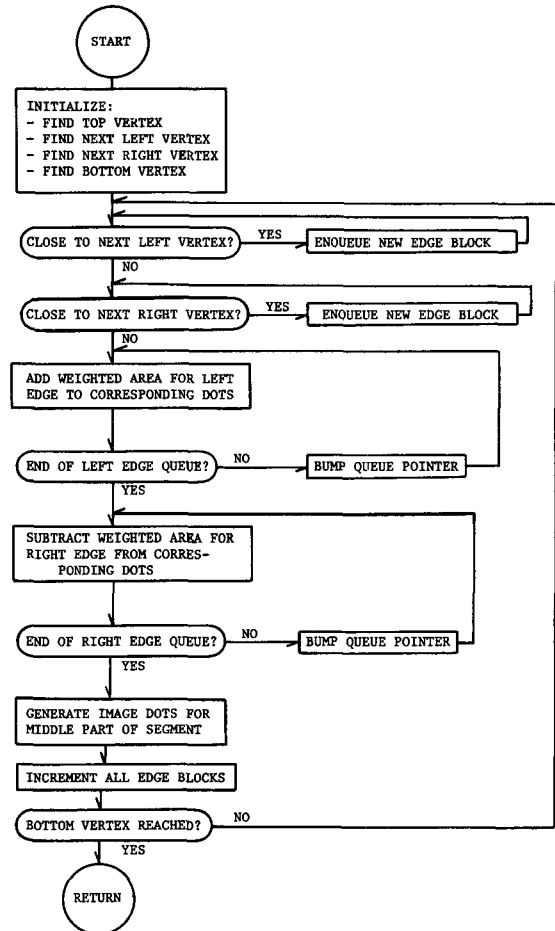 START
INITIALIZE:
- FIND TOP VERTEX
- FIND NEXT LEFT VERTEX
- FIND NEXT RIGHT VERTEX
- FIND BOTTOM VERTEX
CLOSE TO NEXT LEFT VERTEX?
YES
ENQUEUE NEW EDGE BLOCK
NO
CLOSE TO NEXT RIGHT VERTEX?
YES
ENQUEUE NEW EDGE BLOCK
NO
ADD WEIGHTED AREA FOR LEFT
EDGE TO CORRESPONDING DOTS
END OF LEFT EDGE QUEUE?
NO
BUMP QUEUE POINTER
YES
SUBTRACT WEIGHTED AREA FOR
RIGHT EDGE FROM CORRES-
PONDING DOTS
END OF RIGHT EDGE QUEUE?
NO
BUMP QUEUE POINTER
YES
GENERATE IMAGE DOTS FOR
MIDDLE PART OF SEGMENT
INCREMENT ALL EDGE BLOCKS
BOTTOM VERTEX REACHED?
NO
YES
RETURN